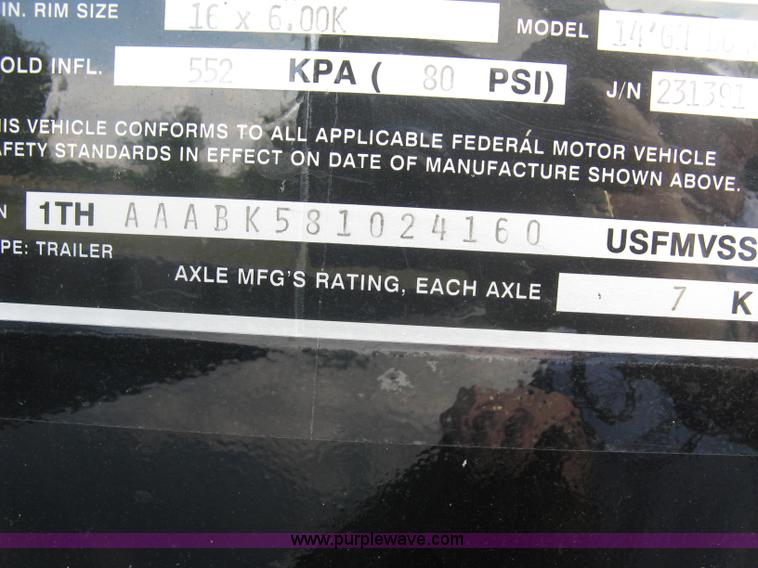 IN. RIM SIZE 16 x 6.00K MODEL
OLD INFL. 552 KPA ( 80 PSI) J/N 231391
IS VEHICLE CONFORMS TO ALL APPLICABLE FEDERAL MOTOR VEHICLE
AFETY STANDARDS IN EFFECT ON DATE OF MANUFACTURE SHOWN ABOVE.
N 1TH AAABK581024160 USFMVSS
PE: TRAILER
AXLE MFG'S RATING, EACH AXLE 7 K
www.purplewave.com